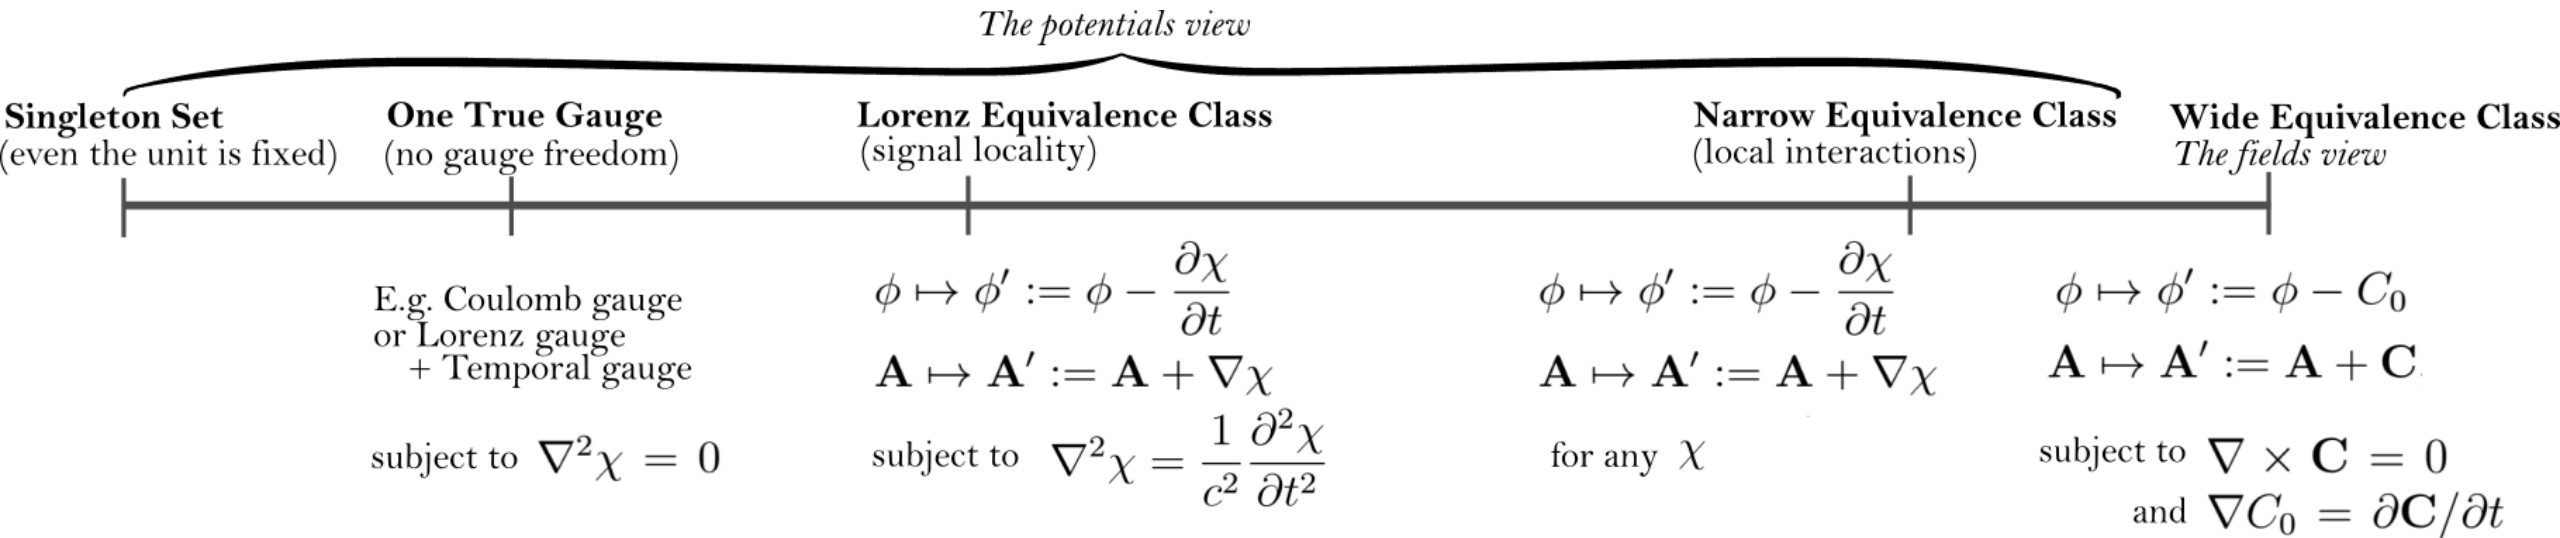 The potentials view
Singleton Set
(even the unit is fixed)
One True Gauge
(no gauge freedom)
Lorenz Equivalence Class
(signal locality)
Narrow Equivalence Class
(local interactions)
Wide Equivalence Class
The fields view
E.g. Coulomb gauge
or Lorenz gauge
+ Temporal gauge
subject to ∇²χ = 0
ϕ ↦ ϕ′ := ϕ − ∂χ/∂t
𝐀 ↦ 𝐀′ := 𝐀 + ∇χ
subject to ∇²χ = 1/c² ∂²χ/∂t²
ϕ ↦ ϕ′ := ϕ − ∂χ/∂t
𝐀 ↦ 𝐀′ := 𝐀 + ∇χ
for any χ
ϕ ↦ ϕ′ := ϕ − C₀
𝐀 ↦ 𝐀′ := 𝐀 + 𝐂
subject to ∇ × 𝐂 = 0
and ∇C₀ = ∂𝐂/∂t